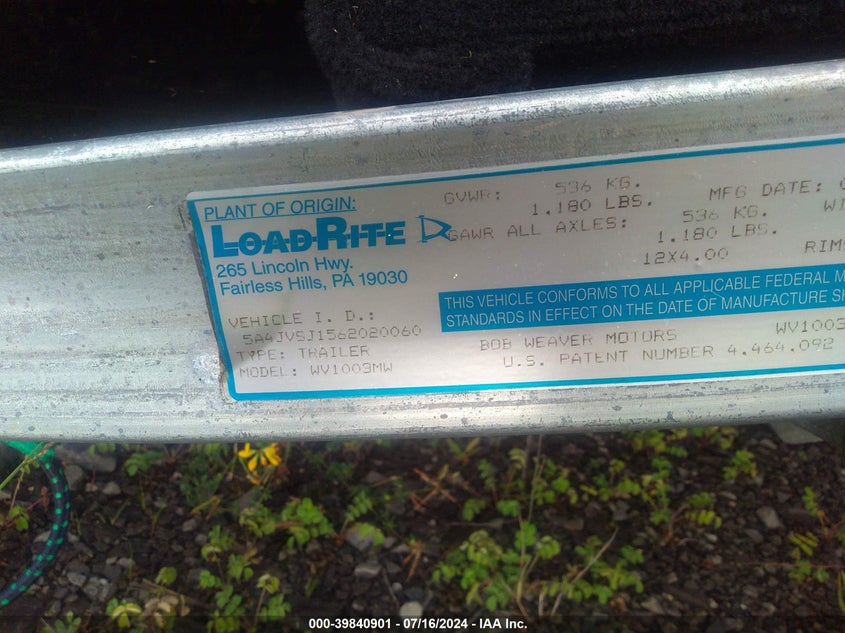 PLANT OF ORIGIN:
LOADRITE
265 Lincoln Hwy.
Fairless Hills, PA 19030
VEHICLE I. D.:
5A4JVSJ1562020060
TYPE: TRAILER
MODEL: WV1003MW
GVWR: 536 KG.
1,180 LBS.
GAWR ALL AXLES: 536 KG.
1,180 LBS.
12X4.00
MFG DATE:
RIM
THIS VEHICLE CONFORMS TO ALL APPLICABLE FEDERAL M
STANDARDS IN EFFECT ON THE DATE OF MANUFACTURE SH
BOB WEAVER MOTORS WV1003
U.S. PATENT NUMBER 4,464,092
000-39840901 - 07/16/2024 - IAA Inc.